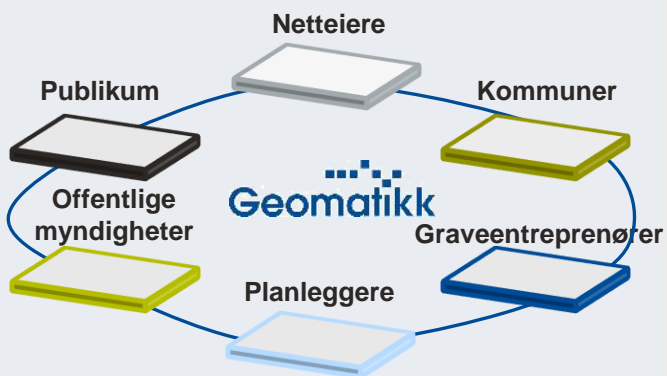 Netteiere
Publikum
Kommuner
Geomatikk
Offentlige
myndigheter
Graveentreprenører
Planleggere